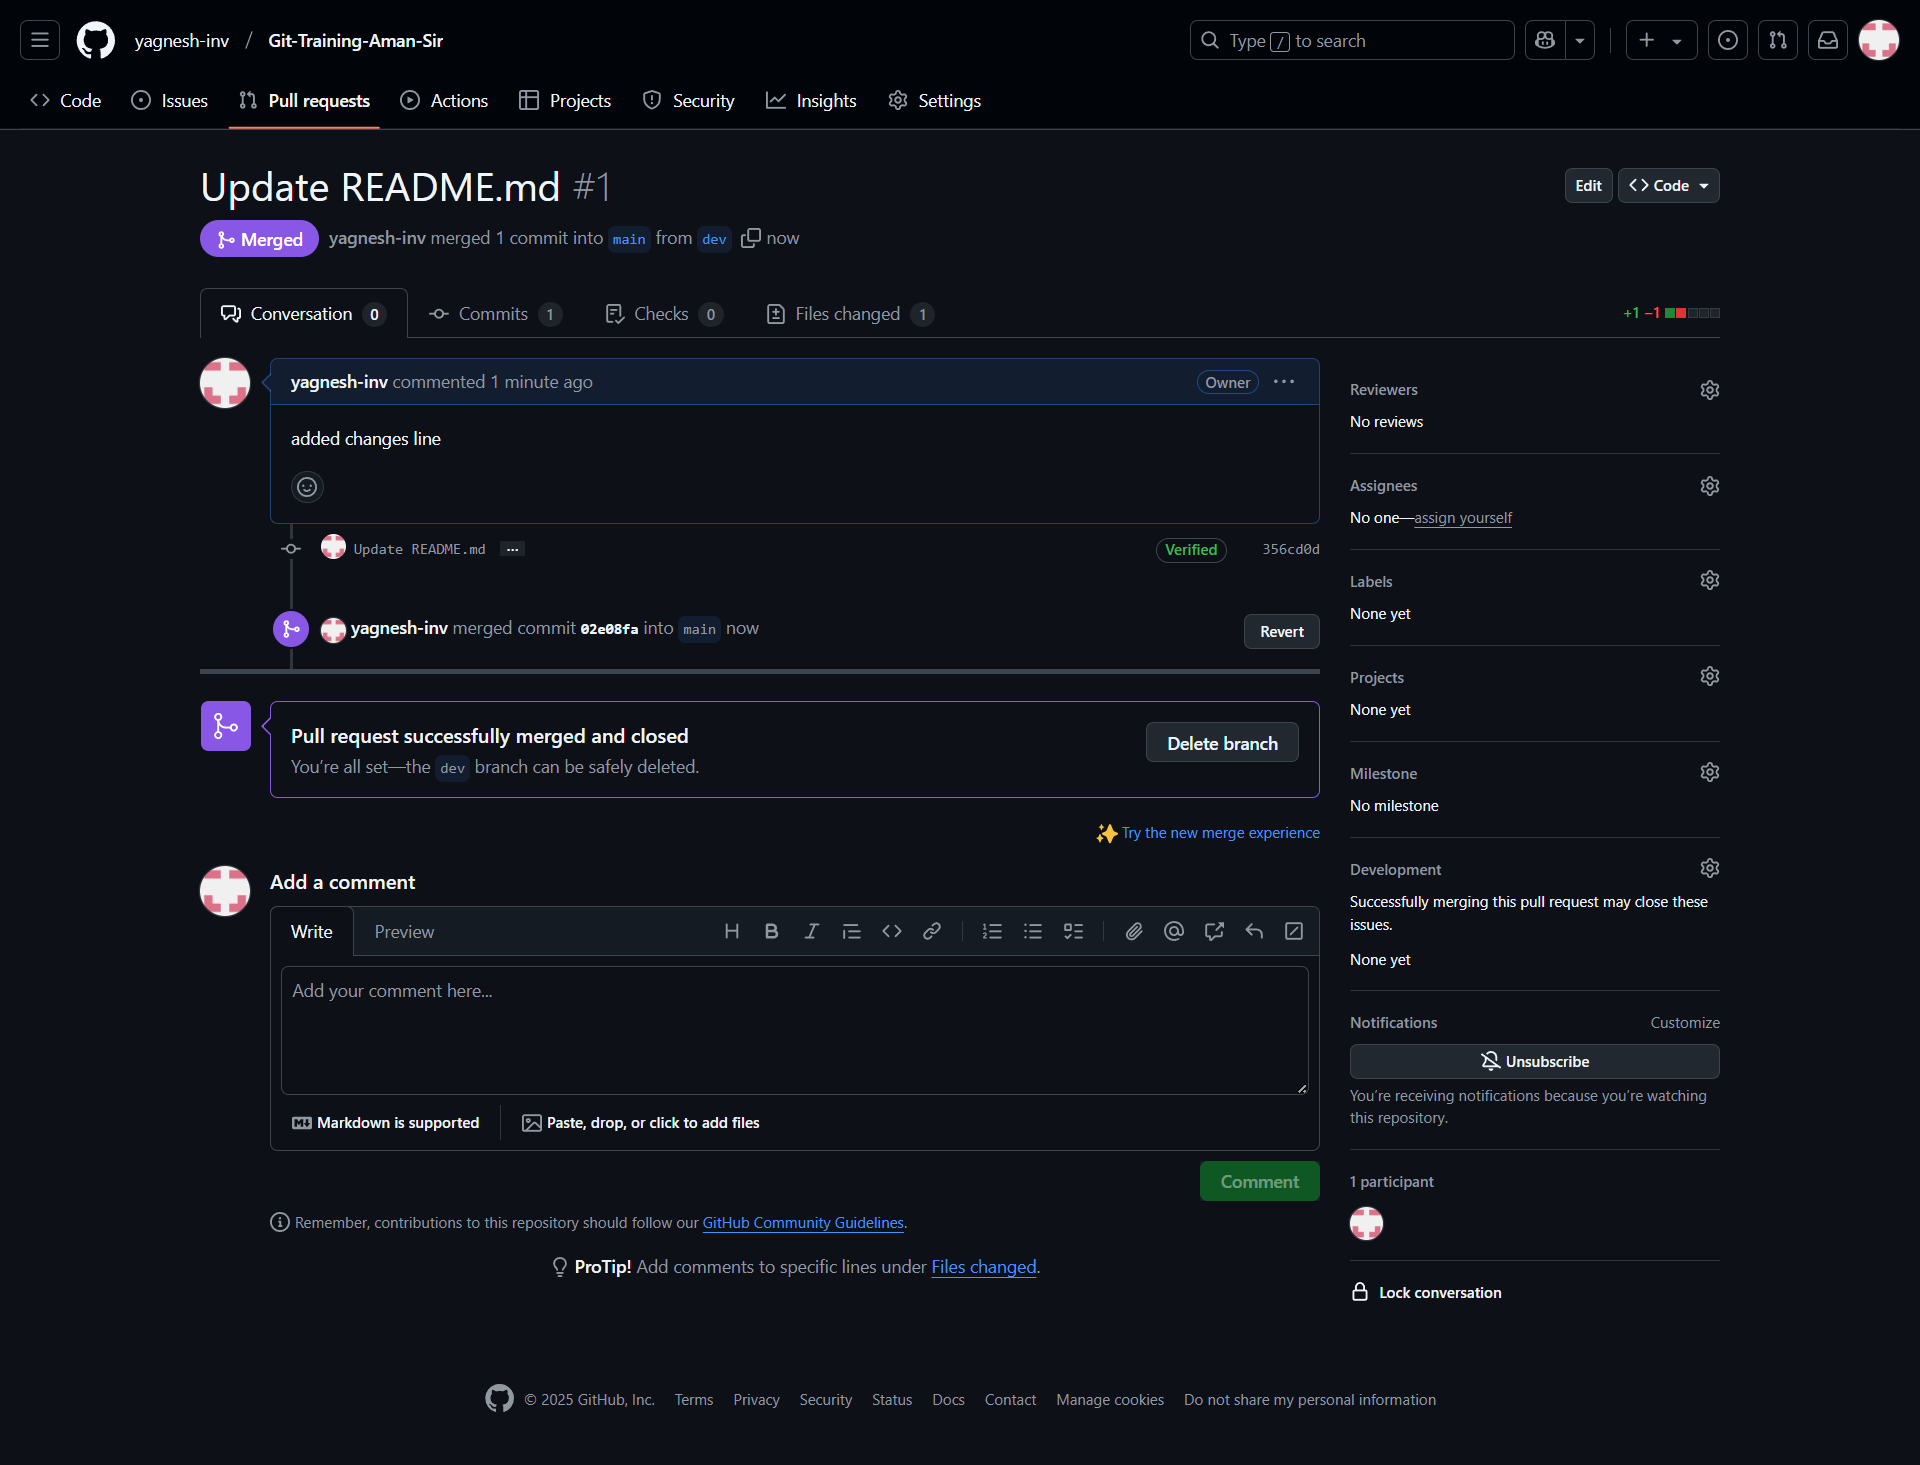 yagnesh-inv / Git-Training-Aman-Sir
Type / to search
Code
Issues
Pull requests
Actions
Projects
Security
Insights
Settings
Update README.md #1
Edit
Code
Merged
yagnesh-inv merged 1 commit into main from dev now
Conversation 0
Commits 1
Checks 0
Files changed 1
+1 −1
yagnesh-inv commented 1 minute ago
Owner
added changes line
Update README.md
Verified
356cd0d
yagnesh-inv merged commit 02e08fa into main now
Revert
Pull request successfully merged and closed
You’re all set—the dev branch can be safely deleted.
Delete branch
Try the new merge experience
Add a comment
Write
Preview
Add your comment here...
Markdown is supported
Paste, drop, or click to add files
Comment
Remember, contributions to this repository should follow our GitHub Community Guidelines.
ProTip! Add comments to specific lines under Files changed.
Reviewers
No reviews
Assignees
No one—assign yourself
Labels
None yet
Projects
None yet
Milestone
No milestone
Development
Successfully merging this pull request may close these
issues.
None yet
Notifications
Customize
Unsubscribe
You’re receiving notifications because you’re watching
this repository.
1 participant
Lock conversation
© 2025 GitHub, Inc.
Terms
Privacy
Security
Status
Docs
Contact
Manage cookies
Do not share my personal information